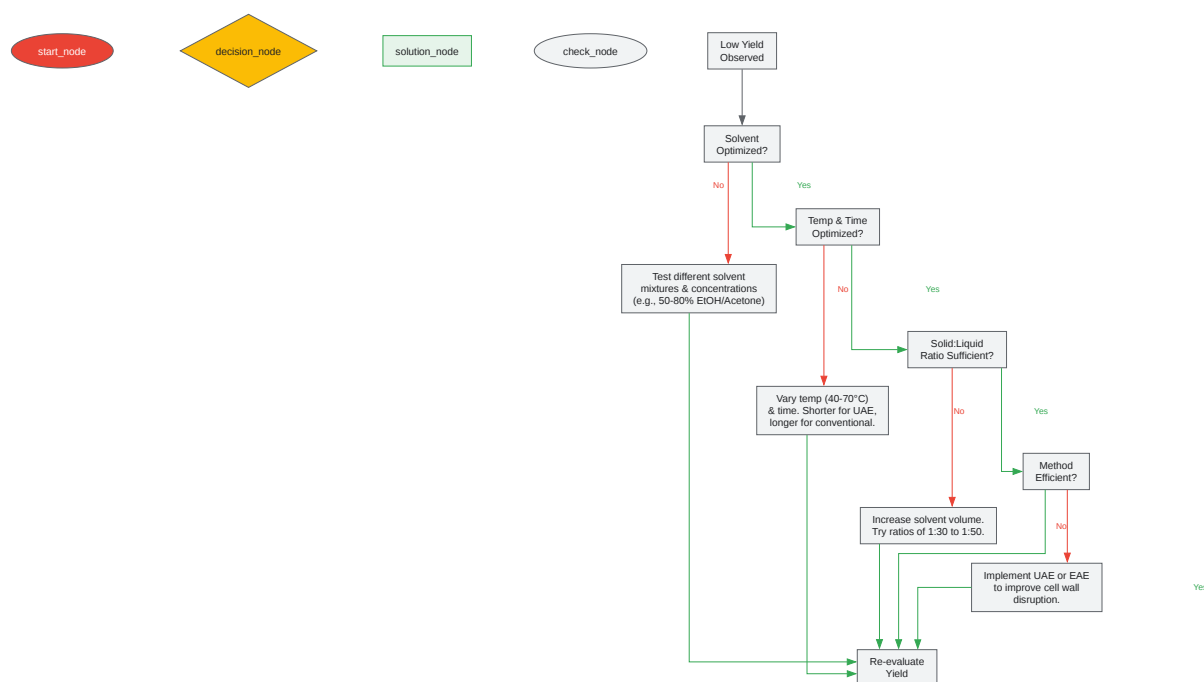 start_node
decision_node
solution_node
check_node
Low Yield
Observed
Solvent
Optimized?
No
Yes
Temp & Time
Optimized?
Test different solvent
mixtures & concentrations
(e.g., 50-80% EtOH/Acetone)
No
Yes
Solid:Liquid
Ratio Sufficient?
Vary temp (40-70°C)
& time. Shorter for UAE,
longer for conventional.
No
Yes
Method
Efficient?
Increase solvent volume.
Try ratios of 1:30 to 1:50.
No
Implement UAE or EAE
to improve cell wall
disruption.
Yes
Re-evaluate
Yield